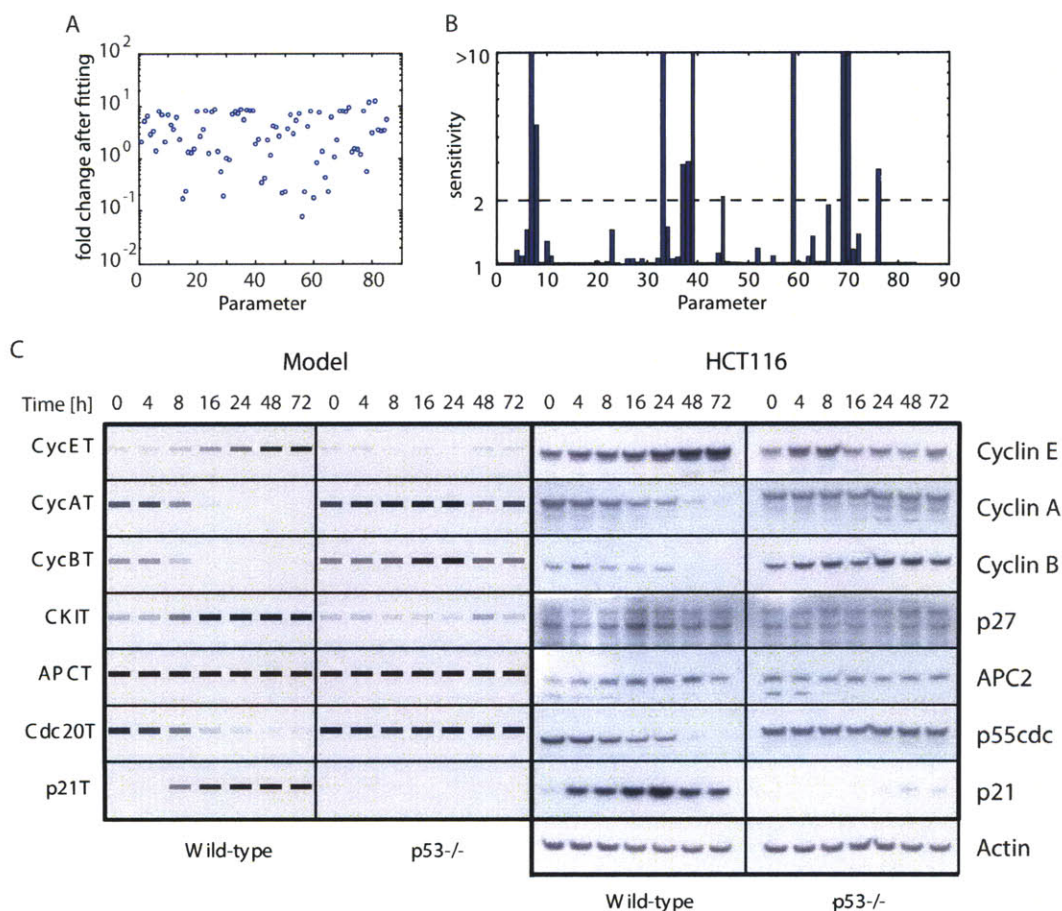 A
fold change after fitting
10^2
10^1
10^0
10^-1
10^-2
0 20 40 60 80
Parameter
B
sensitivity
>10
2
1
0 10 20 30 40 50 60 70 80 90
Parameter
C
Model HCT116
Time [h] 0 4 8 16 24 48 72 0 4 8 16 24 48 72 0 4 8 16 24 48 72 0 4 8 16 24 48 72
CycET Cyclin E
CycAT Cyclin A
CycBT Cyclin B
CKIT p27
APCT APC2
Cdc20T p55cdc
p21T p21
Wild-type p53-/- Actin
Wild-type p53-/-